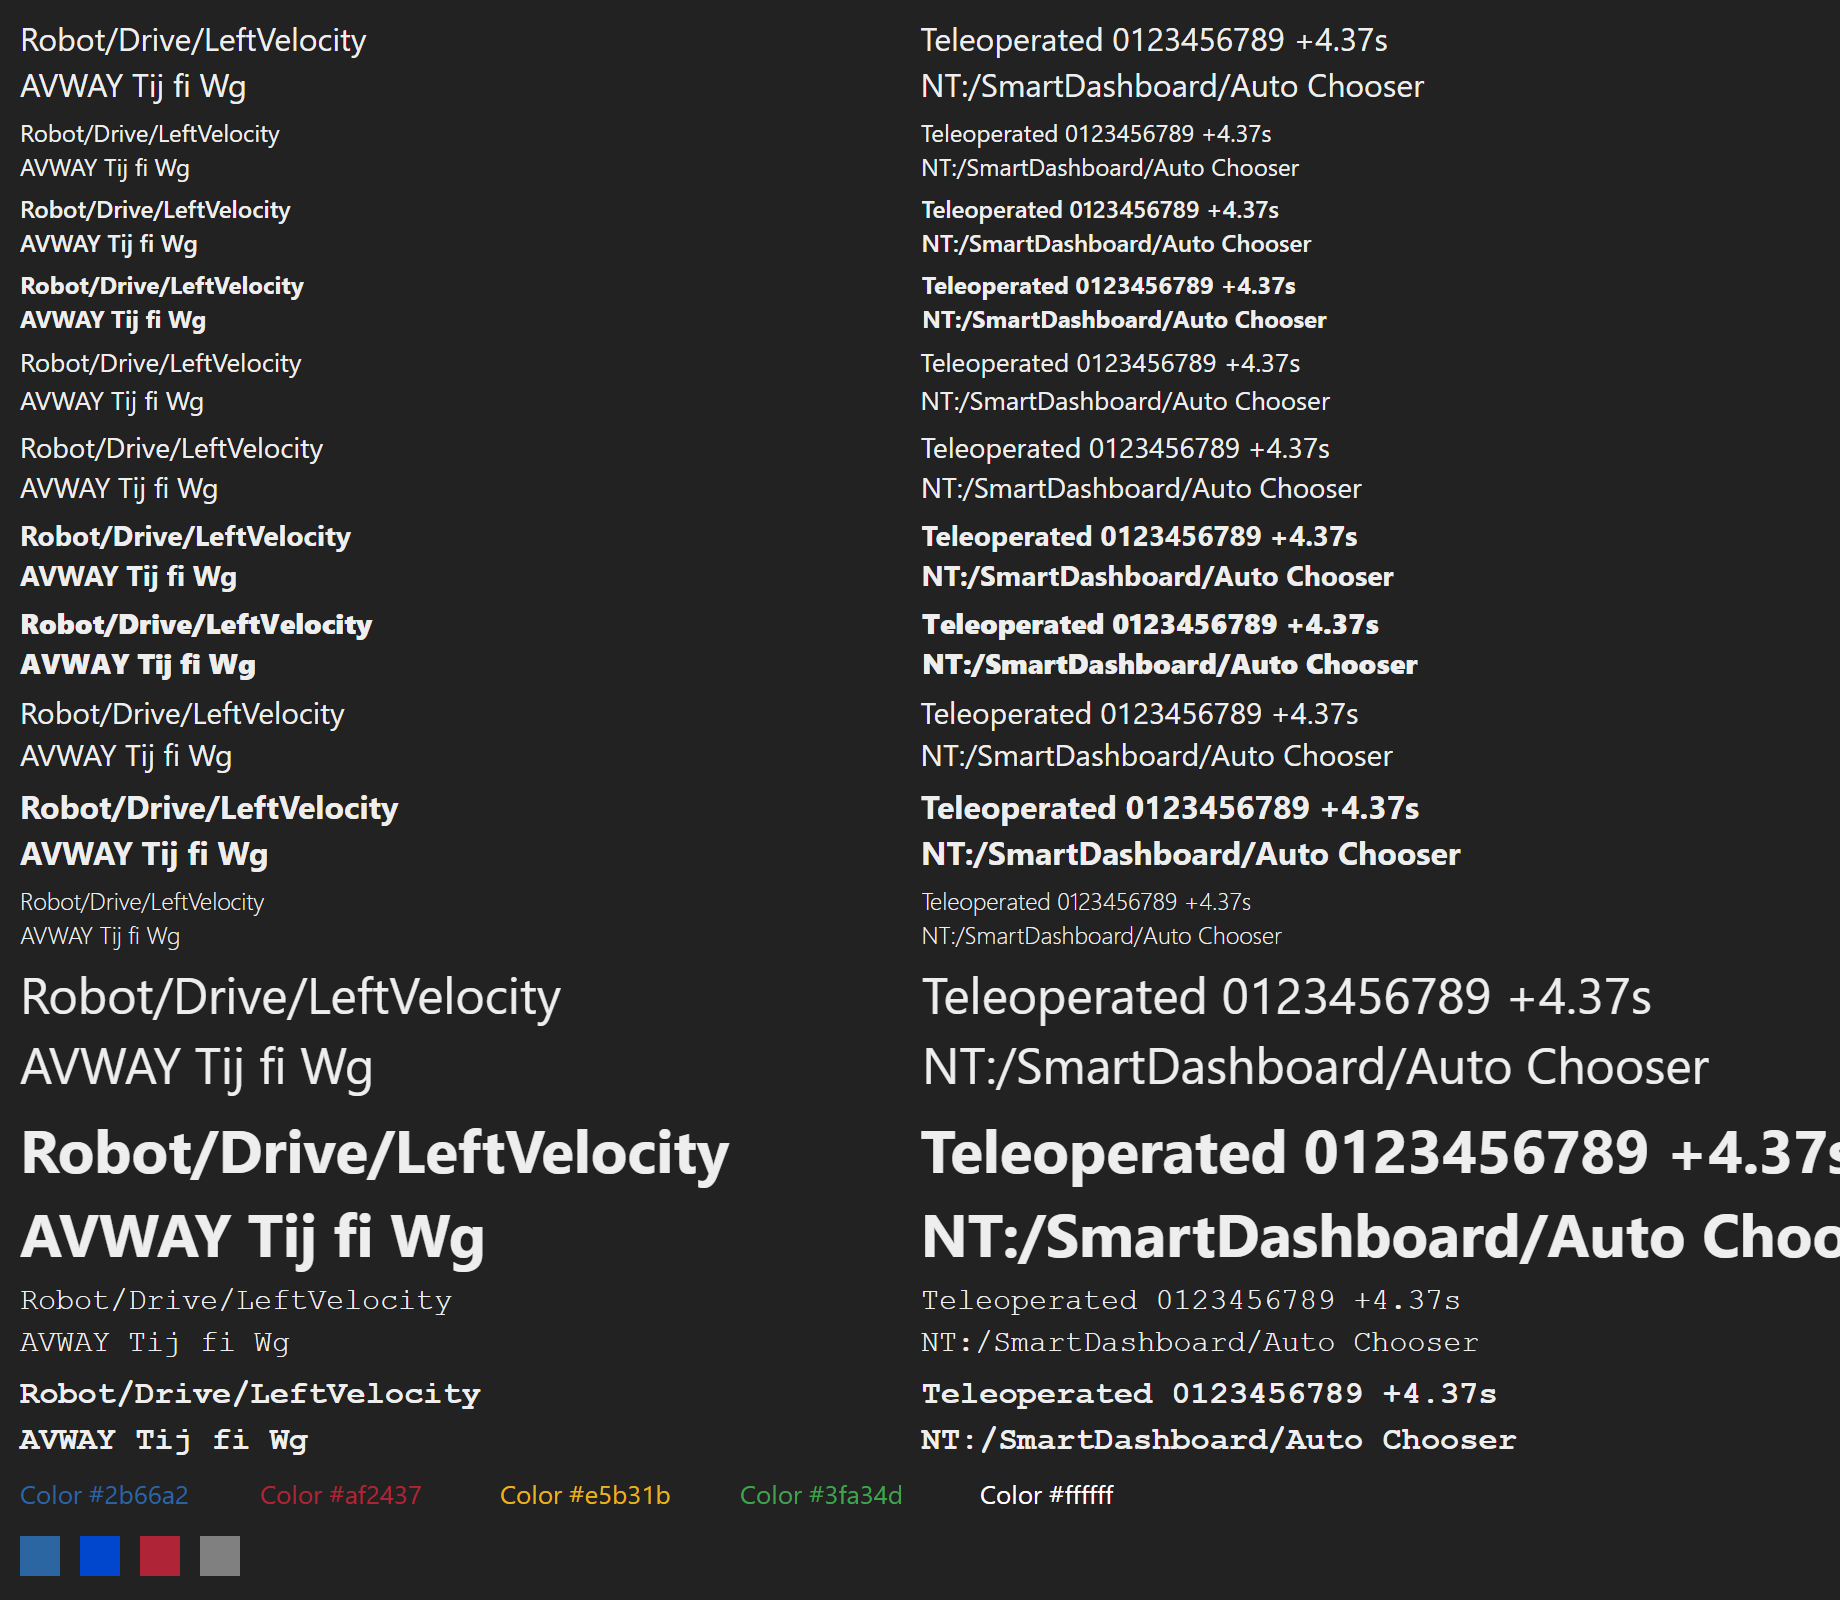 Robot/Drive/LeftVelocity Teleoperated 0123456789 +4.37s
AVWAY Tij fi Wg NT:/SmartDashboard/Auto Chooser
Robot/Drive/LeftVelocity Teleoperated 0123456789 +4.37s
AVWAY Tij fi Wg NT:/SmartDashboard/Auto Chooser
Robot/Drive/LeftVelocity Teleoperated 0123456789 +4.37s
AVWAY Tij fi Wg NT:/SmartDashboard/Auto Chooser
Robot/Drive/LeftVelocity Teleoperated 0123456789 +4.37s
AVWAY Tij fi Wg NT:/SmartDashboard/Auto Chooser
Robot/Drive/LeftVelocity Teleoperated 0123456789 +4.37s
AVWAY Tij fi Wg NT:/SmartDashboard/Auto Chooser
Robot/Drive/LeftVelocity Teleoperated 0123456789 +4.37s
AVWAY Tij fi Wg NT:/SmartDashboard/Auto Chooser
Robot/Drive/LeftVelocity Teleoperated 0123456789 +4.37s
AVWAY Tij fi Wg NT:/SmartDashboard/Auto Chooser
Robot/Drive/LeftVelocity Teleoperated 0123456789 +4.37s
AVWAY Tij fi Wg NT:/SmartDashboard/Auto Chooser
Robot/Drive/LeftVelocity Teleoperated 0123456789 +4.37s
AVWAY Tij fi Wg NT:/SmartDashboard/Auto Chooser
Robot/Drive/LeftVelocity Teleoperated 0123456789 +4.37s
AVWAY Tij fi Wg NT:/SmartDashboard/Auto Chooser
Robot/Drive/LeftVelocity Teleoperated 0123456789 +4.37s
AVWAY Tij fi Wg NT:/SmartDashboard/Auto Chooser
Robot/Drive/LeftVelocity Teleoperated 0123456789 +4.37s
AVWAY Tij fi Wg NT:/SmartDashboard/Auto Chooser
Robot/Drive/LeftVelocity Teleoperated 0123456789 +4.37s
AVWAY Tij fi Wg NT:/SmartDashboard/Auto Choo
Robot/Drive/LeftVelocity Teleoperated 0123456789 +4.37s
AVWAY Tij fi Wg NT:/SmartDashboard/Auto Chooser
Robot/Drive/LeftVelocity Teleoperated 0123456789 +4.37s
AVWAY Tij fi Wg NT:/SmartDashboard/Auto Chooser
Color #2b66a2 Color #af2437 Color #e5b31b Color #3fa34d Color #ffffff